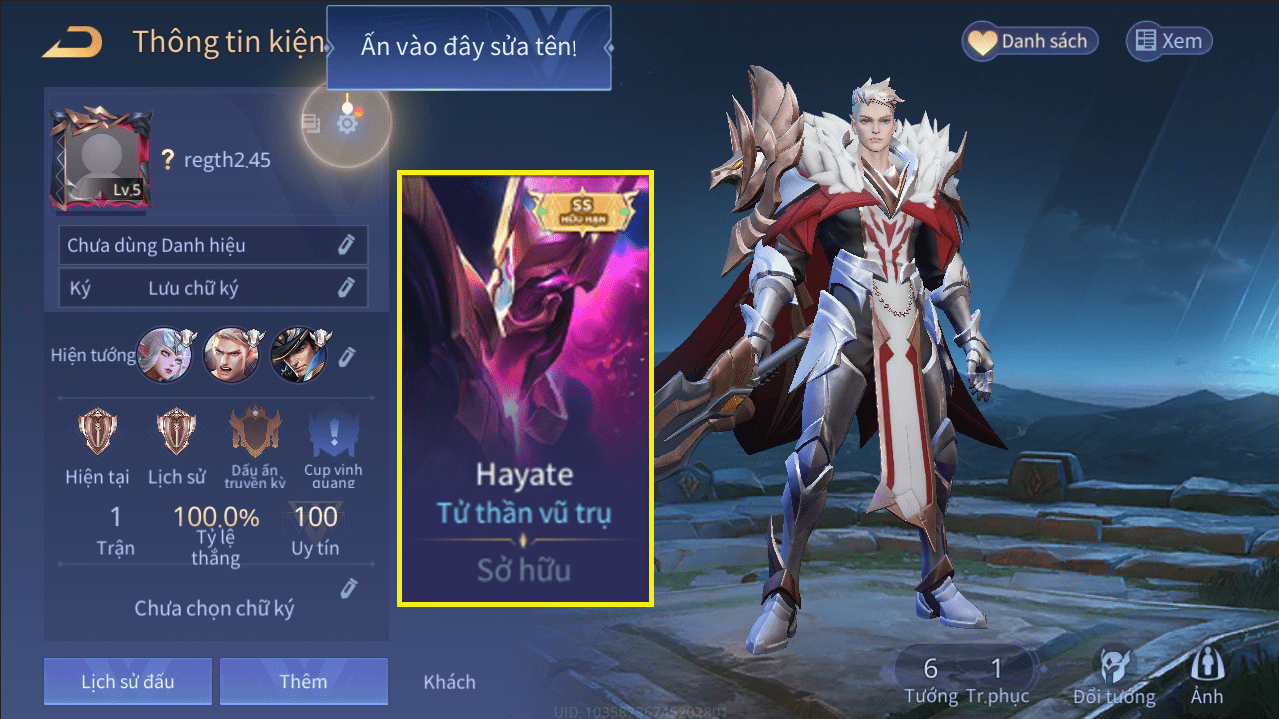 Thông tin kiện
Ấn vào đây sửa tên!
Danh sách
Xem
Lv.5
? regth2.45
Chưa dùng Danh hiệu
Ký Lưu chữ ký
Hiện tướng
Hiện tại
Lịch sử
Dấu ấn
truyền kỳ
Cup vinh
quang
1
Trận
100.0%
Tỷ lệ
thắng
100
Uy tín
Chưa chọn chữ ký
Lịch sử đấu
Thêm
Khách
SS
HỮU HẠN
Hayate
Tử thần vũ trụ
Sở hữu
6
Tướng
1
Tr.phục
Đổi tướng
Ảnh